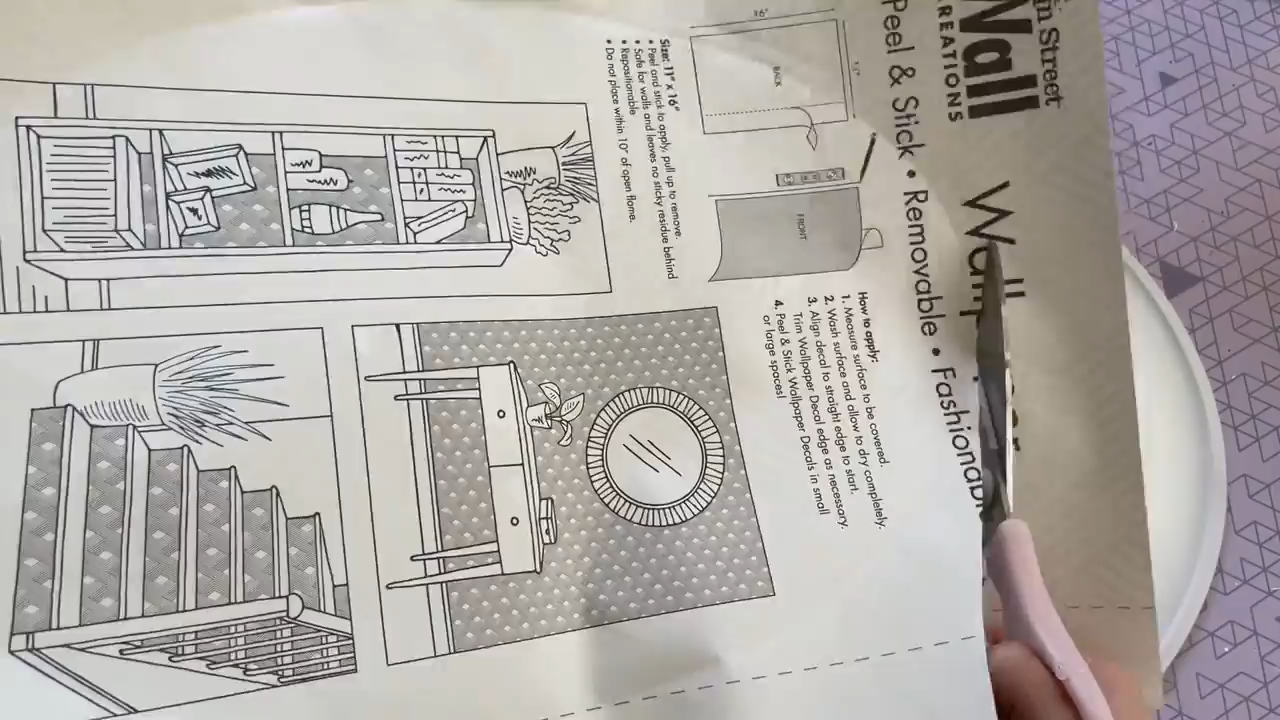 n Street
Wall
REATIONS
Wallp
Peel & Stick • Removable • Fashionabl
16"
BACK
FRONT
Size: 11" x 16"
• Peel and stick to apply, pull up to remove.
• Safe for walls and leaves no sticky residue behind
• Repositionable
• Do not place within 10" of open flame.
How to apply:
1. Measure surface to be covered.
2. Wash surface and allow to dry completely.
3. Align decal to straight edge to start.
Trim Wallpaper Decal edge as necessary.
4. Peel & Stick Wallpaper Decals in small
or large spaces!